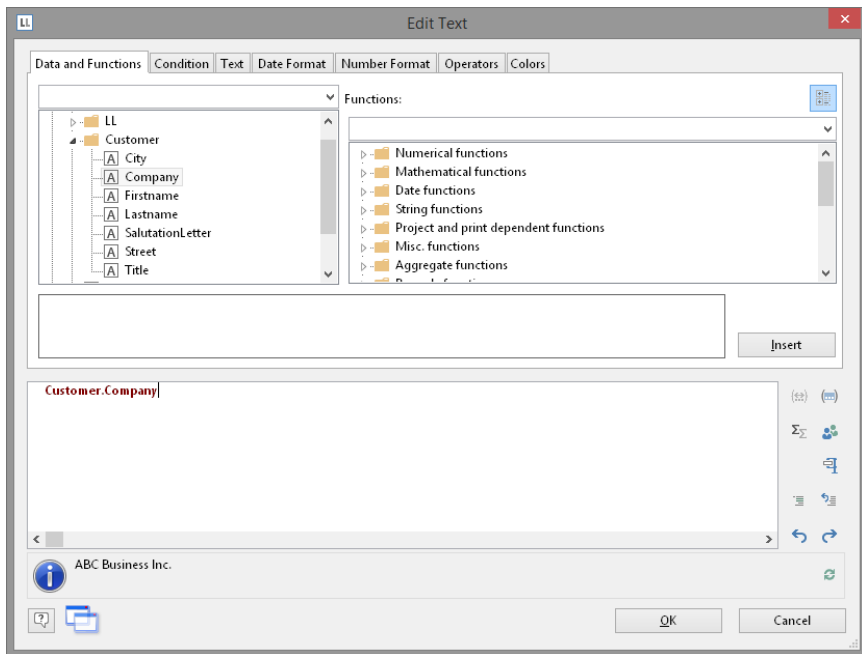 LL
Edit Text
Data and Functions
Condition
Text
Date Format
Number Format
Operators
Colors
Functions:
LL
Customer
City
Company
Firstname
Lastname
SalutationLetter
Street
Title
Numerical functions
Mathematical functions
Date functions
String functions
Project and print dependent functions
Misc. functions
Aggregate functions
Insert
Customer.Company
ABC Business Inc.
OK
Cancel